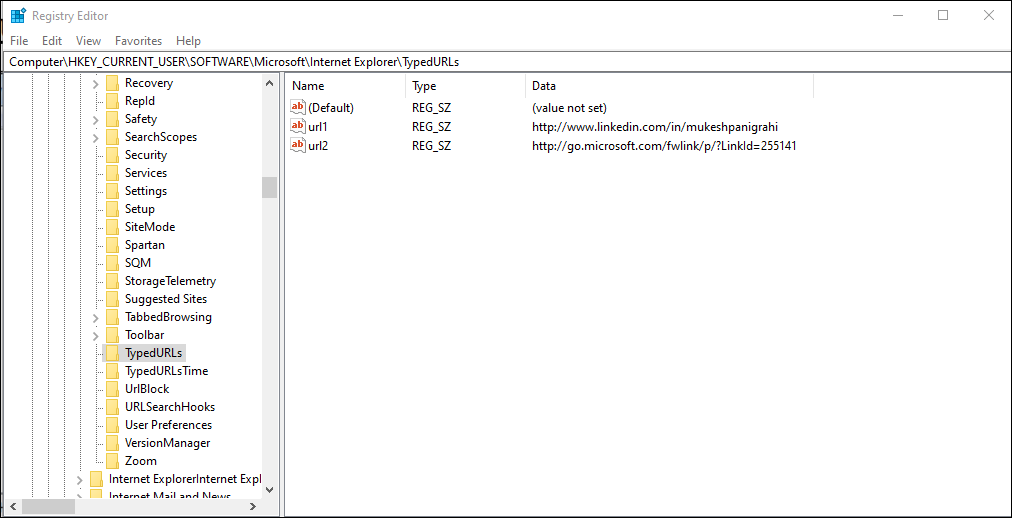 Registry Editor
File Edit View Favorites Help
Computer\HKEY_CURRENT_USER\SOFTWARE\Microsoft\Internet Explorer\TypedURLs
Recovery
RepId
Safety
SearchScopes
Security
Services
Settings
Setup
SiteMode
Spartan
SQM
StorageTelemetry
Suggested Sites
TabbedBrowsing
Toolbar
TypedURLs
TypedURLsTime
UrlBlock
URLSearchHooks
User Preferences
VersionManager
Zoom
Internet ExplorerInternet Expl
Internet Mail and News
Name Type Data
ab (Default) REG_SZ (value not set)
ab url1 REG_SZ http://www.linkedin.com/in/mukeshpanigrahi
ab url2 REG_SZ http://go.microsoft.com/fwlink/p/?LinkId=255141